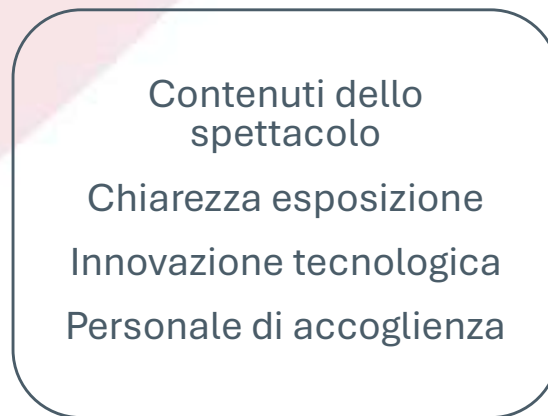 Contenuti dello
spettacolo
Chiarezza esposizione
Innovazione tecnologica
Personale di accoglienza